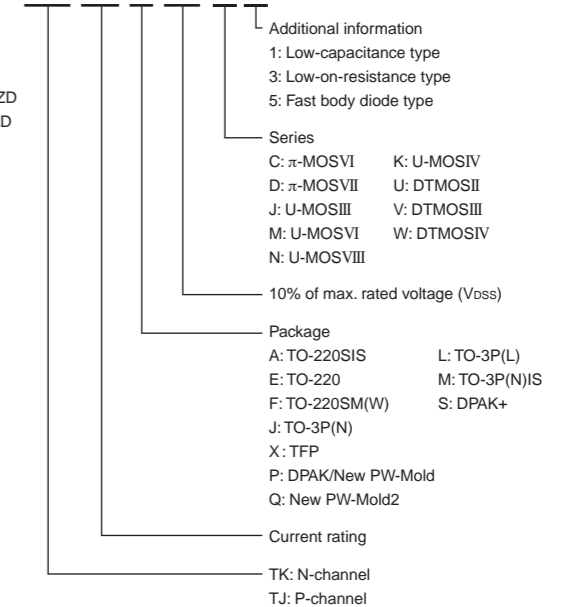 Additional information
1: Low-capacitance type
3: Low-on-resistance type
5: Fast body diode type
ZD
D
Series
C: π-MOSⅥ K: U-MOSⅣ
D: π-MOSⅦ U: DTMOSⅡ
J: U-MOSⅢ V: DTMOSⅢ
M: U-MOSⅥ W: DTMOSⅣ
N: U-MOSⅧ
10% of max. rated voltage (VDSS)
Package
A: TO-220SIS L: TO-3P(L)
E: TO-220 M: TO-3P(N)IS
F: TO-220SM(W) S: DPAK+
J: TO-3P(N)
X: TFP
P: DPAK/New PW-Mold
Q: New PW-Mold2
Current rating
TK: N-channel
TJ: P-channel